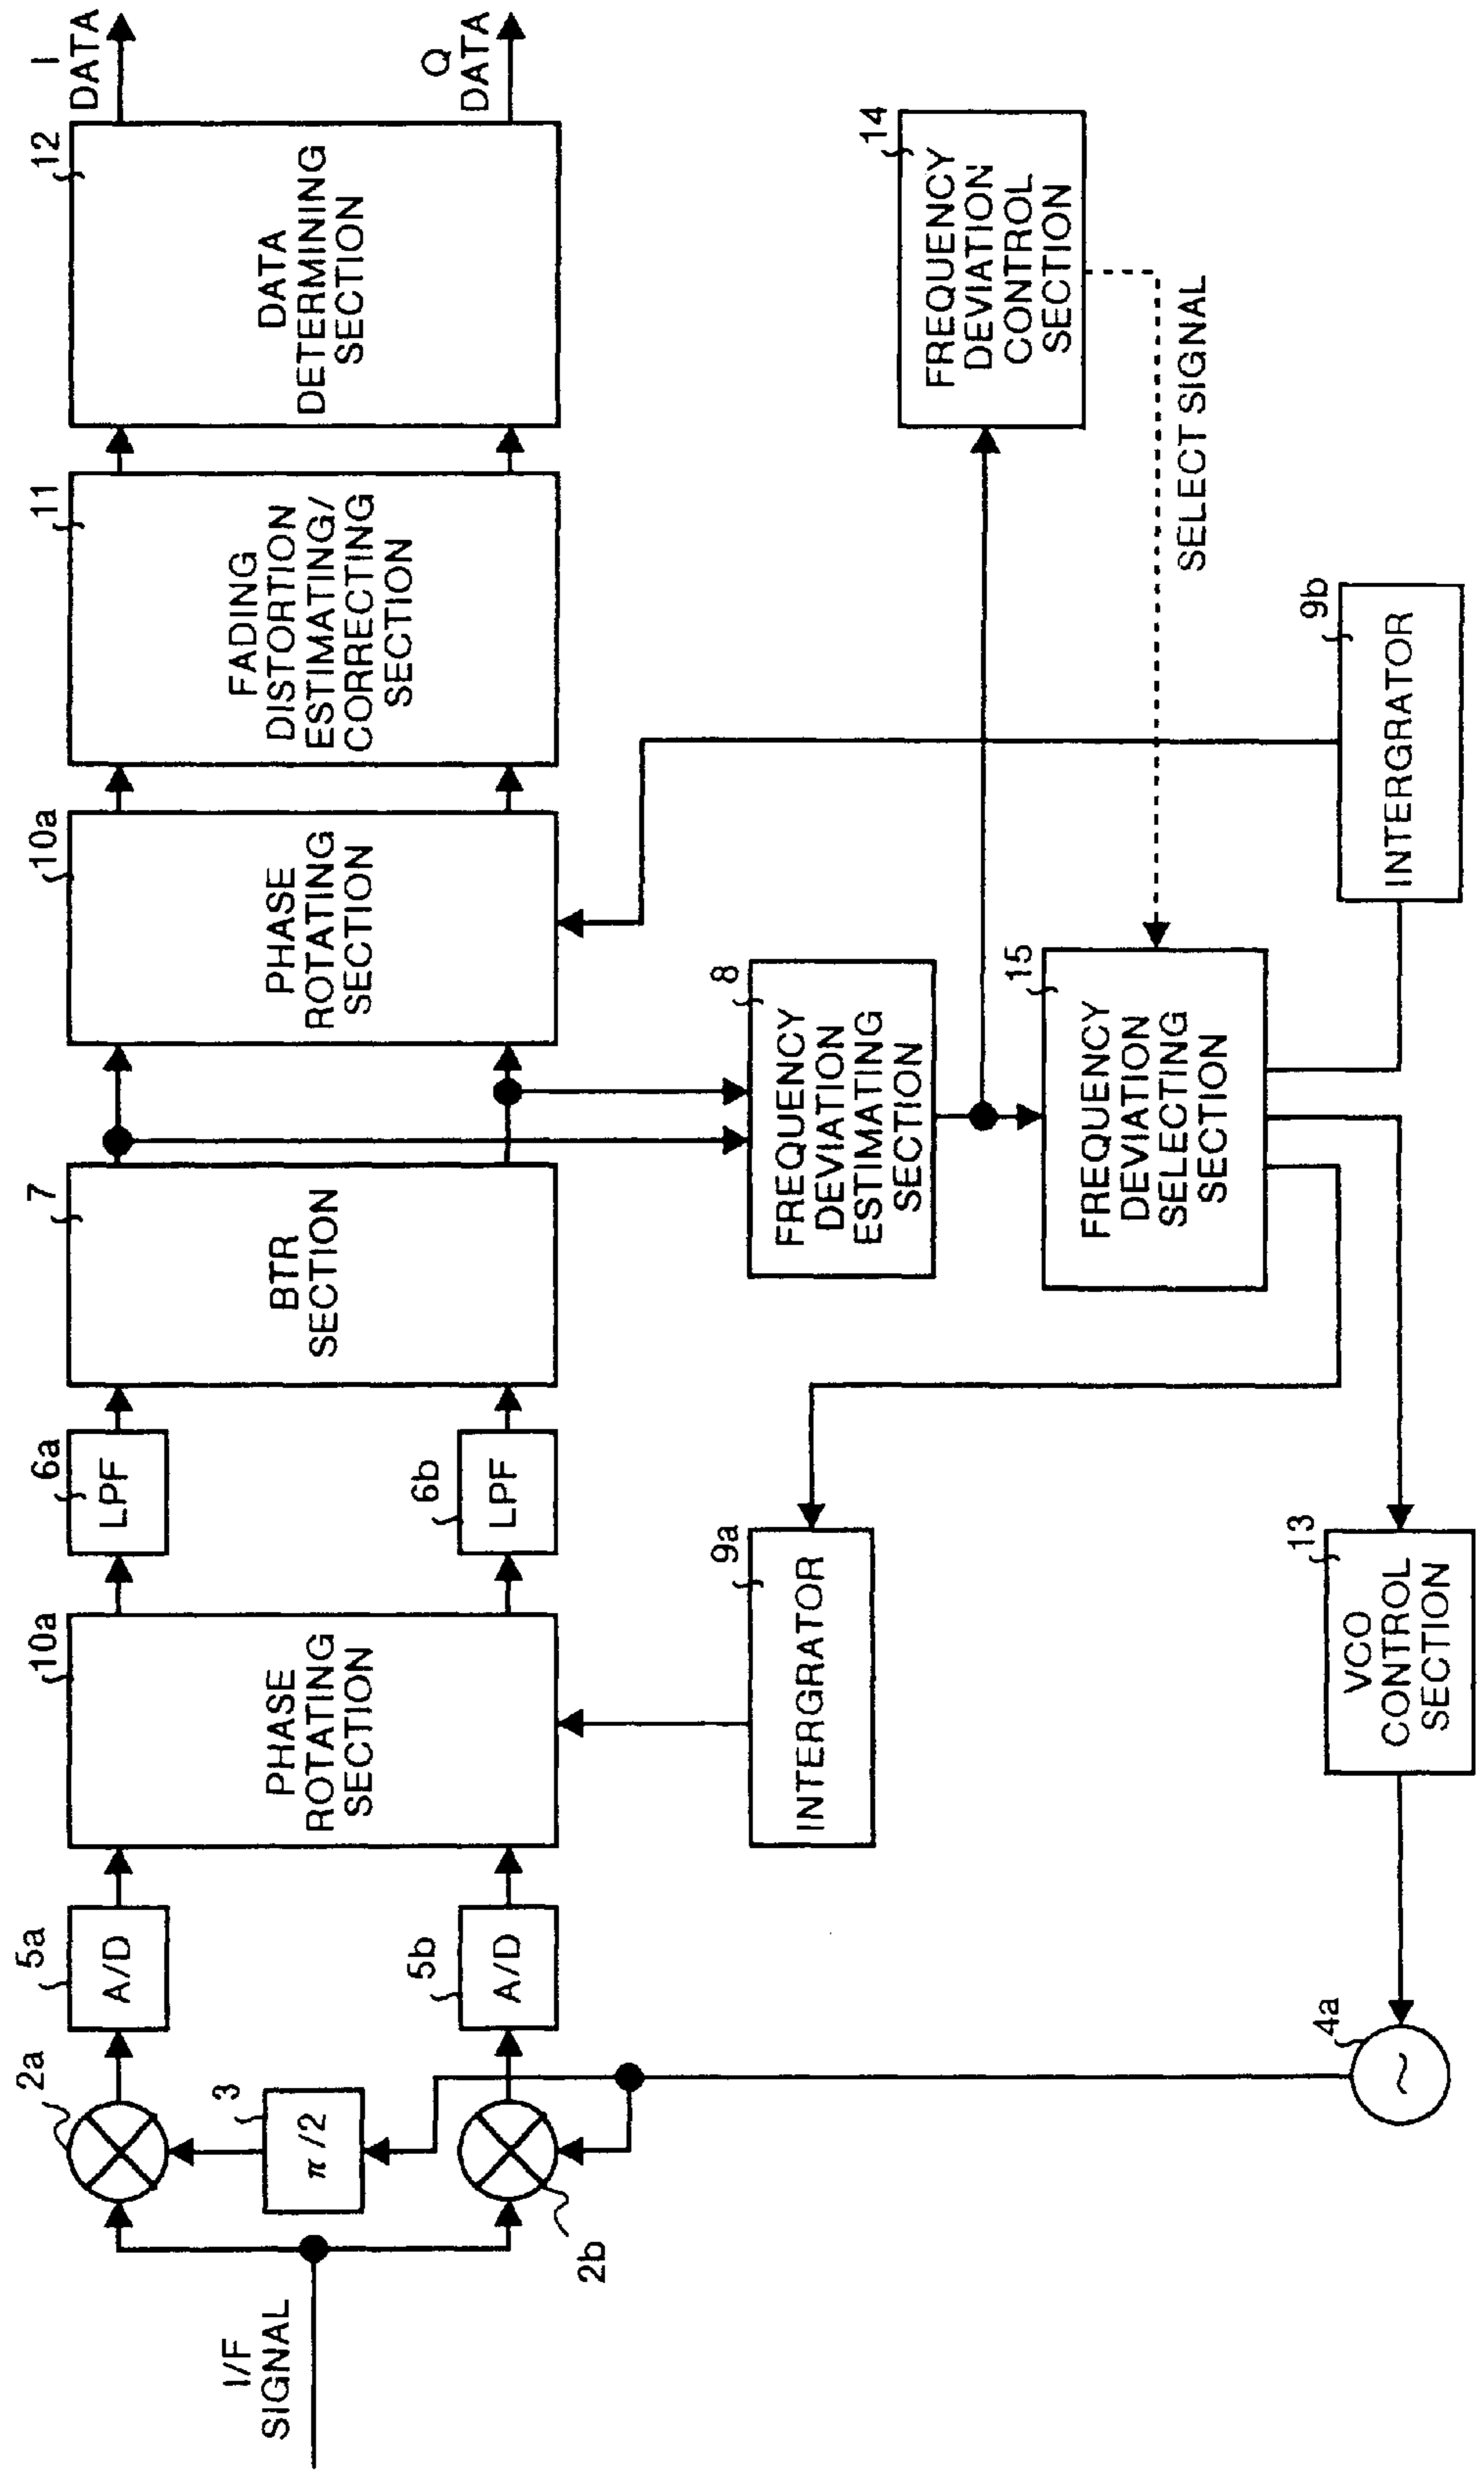 I/F
SIGNAL
2a
2b
3
π/2
5a
A/D
5b
A/D
10a
PHASE
ROTATING
SECTION
6a
LPF
6b
LPF
7
BTR
SECTION
10a
PHASE
ROTATING
SECTION
11
FADING
DISTORTION
ESTIMATING/
CORRECTING
SECTION
12
DATA
DETERMINING
SECTION
I
DATA
Q
DATA
9a
INTERGRATOR
8
FREQUENCY
DEVIATION
ESTIMATING
SECTION
14
FREQUENCY
DEVIATION
CONTROL
SECTION
SELECT SIGNAL
15
FREQUENCY
DEVIATION
SELECTING
SECTION
4a
~
13
VCO
CONTROL
SECTION
9b
INTERGRATOR